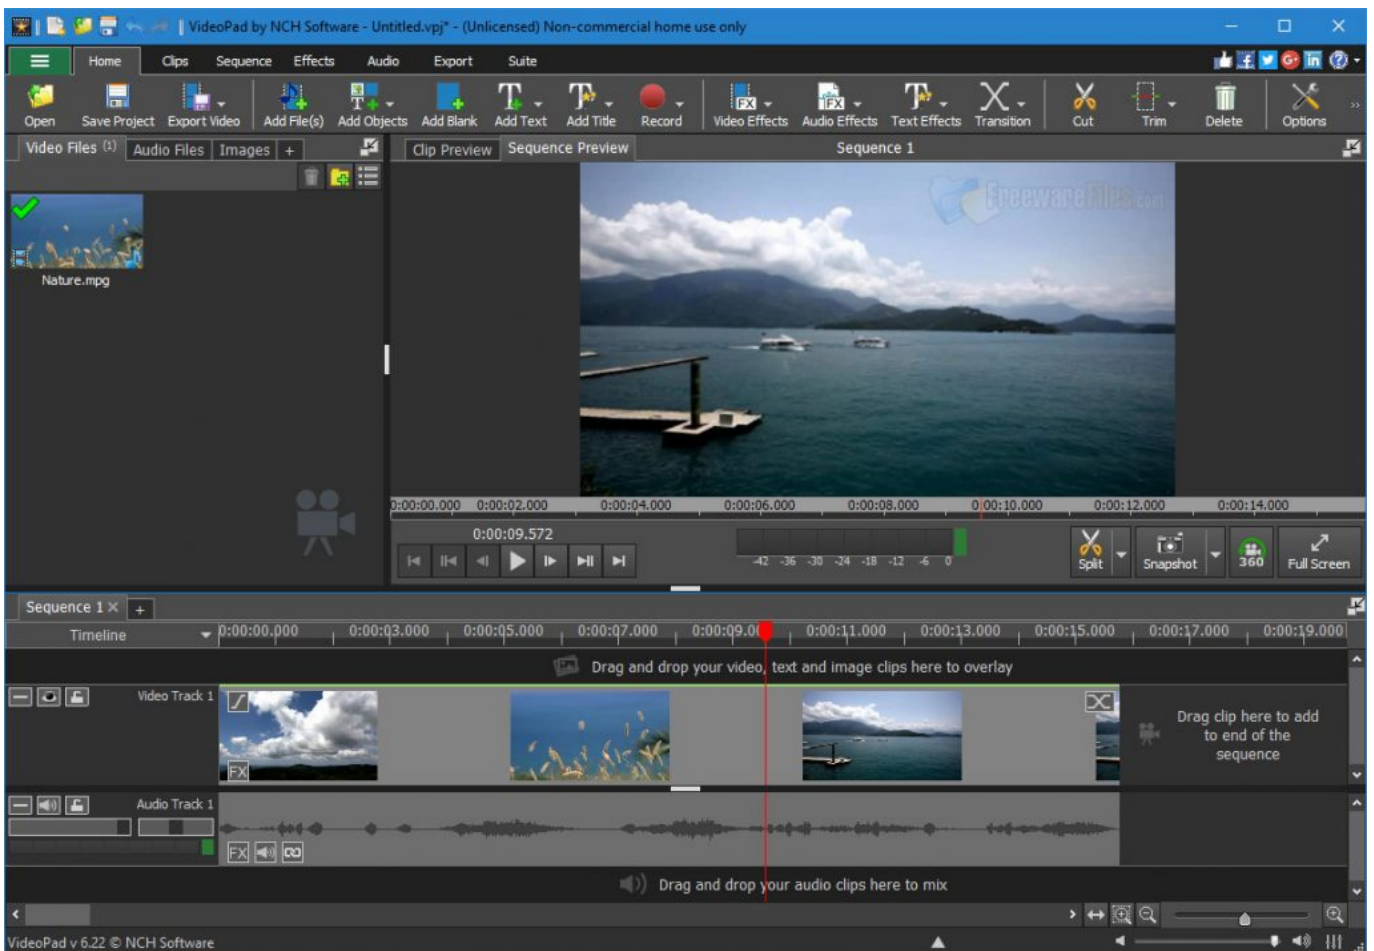 VideoPad by NCH Software - Untitled.vpj* - (Unlicensed) Non-commercial home use only
Home Clips Sequence Effects Audio Export Suite
Open Save Project Export Video Add File(s) Add Objects Add Blank Add Text Add Title Record Video Effects Audio Effects Text Effects Transition Cut Trim Delete Options
Video Files (1) Audio Files Images + Clip Preview Sequence Preview Sequence 1
FreewareFiles.com
Nature.mpg
0:00:00.000 0:00:02.000 0:00:04.000 0:00:06.000 0:00:08.000 0:00:10.000 0:00:12.000 0:00:14.000
0:00:09.572
-42 -36 -30 -24 -18 -12 -6 0
Split Snapshot 360 Full Screen
Sequence 1 × +
Timeline 0:00:00.000 0:00:03.000 0:00:05.000 0:00:07.000 0:00:09.0 0:00:11.000 0:00:13.000 0:00:15.000 0:00:17.000 0:00:19.000
Drag and drop your video, text and image clips here to overlay
Video Track 1
FX
Drag clip here to add
to end of the
sequence
Audio Track 1
FX
Drag and drop your audio clips here to mix
VideoPad v 6.22 © NCH Software